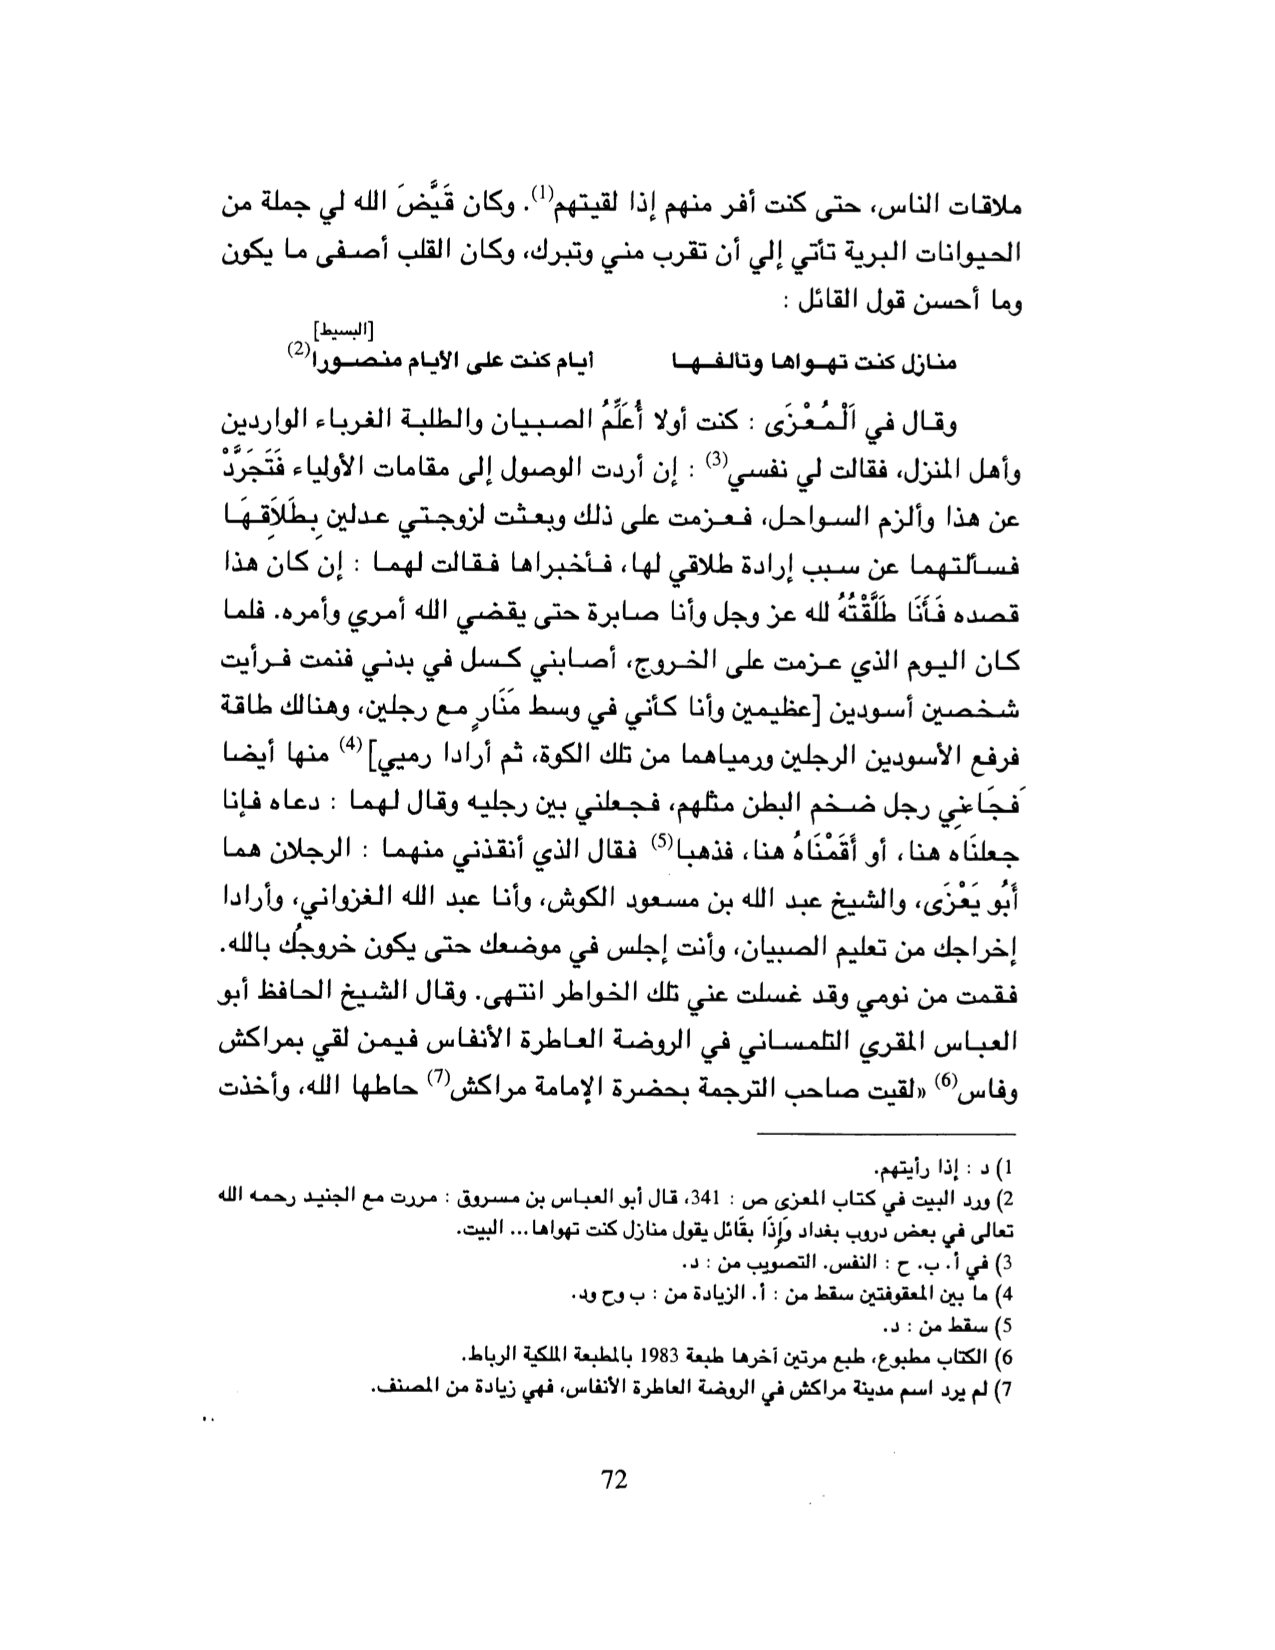 ملاقات الناس، حتى كنت أفر منهم إذا لقيتهم(1). وكان قَيَّضَ الله لي جملة من
الحيوانات البرية تأتي إلي أن تقرب مني وتبرك، وكان القلب أصفى ما يكون
وما أحسن قول القائل :
[البسيط]
منازل كنت تهواها وتالفها أيام كنت على الأيام منصورا(2)
وقال في اَلْمُعْزَى : كنت أولا أُعَلِّمُ الصبيان والطلبة الغرباء الواردين
وأهل المنزل، فقالت لي نفسي(3) : إن أردت الوصول إلى مقامات الأولياء فَتَجَرَّدْ
عن هذا وألزم السواحل، فعزمت على ذلك وبعثت لزوجتي عدلين بِطَلَاقِهَا
فسألتهما عن سبب إرادة طلاقي لها، فأخبراها فقالت لهما : إن كان هذا
قصده فَأَنَا طَلَّقْتُهُ لله عز وجل وأنا صابرة حتى يقضي الله أمري وأمره. فلما
كان اليوم الذي عزمت على الخروج، أصابني كسل في بدني فنمت فرأيت
شخصين أسودين [عظيمين وأنا كأني في وسط مَنَارٍ مع رجلين، وهنالك طاقة
فرفع الأسودين الرجلين ورمياهما من تلك الكوة، ثم أرادا رميي](4) منها أيضا
فَجَاءَنِي رجل ضخم البطن مثلهم، فجعلني بين رجليه وقال لهما : دعاه فإنا
جعلنَاه هنا، أو أَقَمْنَاهُ هنا، فذهبا(5) فقال الذي أنقذني منهما : الرجلان هما
أَبُو يَعْزَى، والشيخ عبد الله بن مسعود الكوش، وأنا عبد الله الغزواني، وأرادا
إخراجك من تعليم الصبيان، وأنت إجلس في موضعك حتى يكون خروجُك بالله.
فقمت من نومي وقد غسلت عني تلك الخواطر انتهى. وقال الشيخ الحافظ أبو
العباس المقري التلمساني في الروضة العاطرة الأنفاس فيمن لقي بمراكش
وفاس(6) «لقيت صاحب الترجمة بحضرة الإمامة مراكش(7) حاطها الله، وأخذت
1) د : إذا رأيتهم.
2) ورد البيت في كتاب المعزى ص : 341، قال أبو العباس بن مسروق : مررت مع الجنيد رحمه الله
تعالى في بعض دروب بغداد وَإِذَا بقَائل يقول منازل كنت تهواها... البيت.
3) في أ. ب. ح : النفس. التصويب من : د.
4) ما بين المعقوفتين سقط من : أ. الزيادة من : ب وح ود.
5) سقط من : د.
6) الكتاب مطبوع، طبع مرتين آخرها طبعة 1983 بالمطبعة الملكية الرباط.
7) لم يرد اسم مدينة مراكش في الروضة العاطرة الأنفاس، فهي زيادة من المصنف.
72